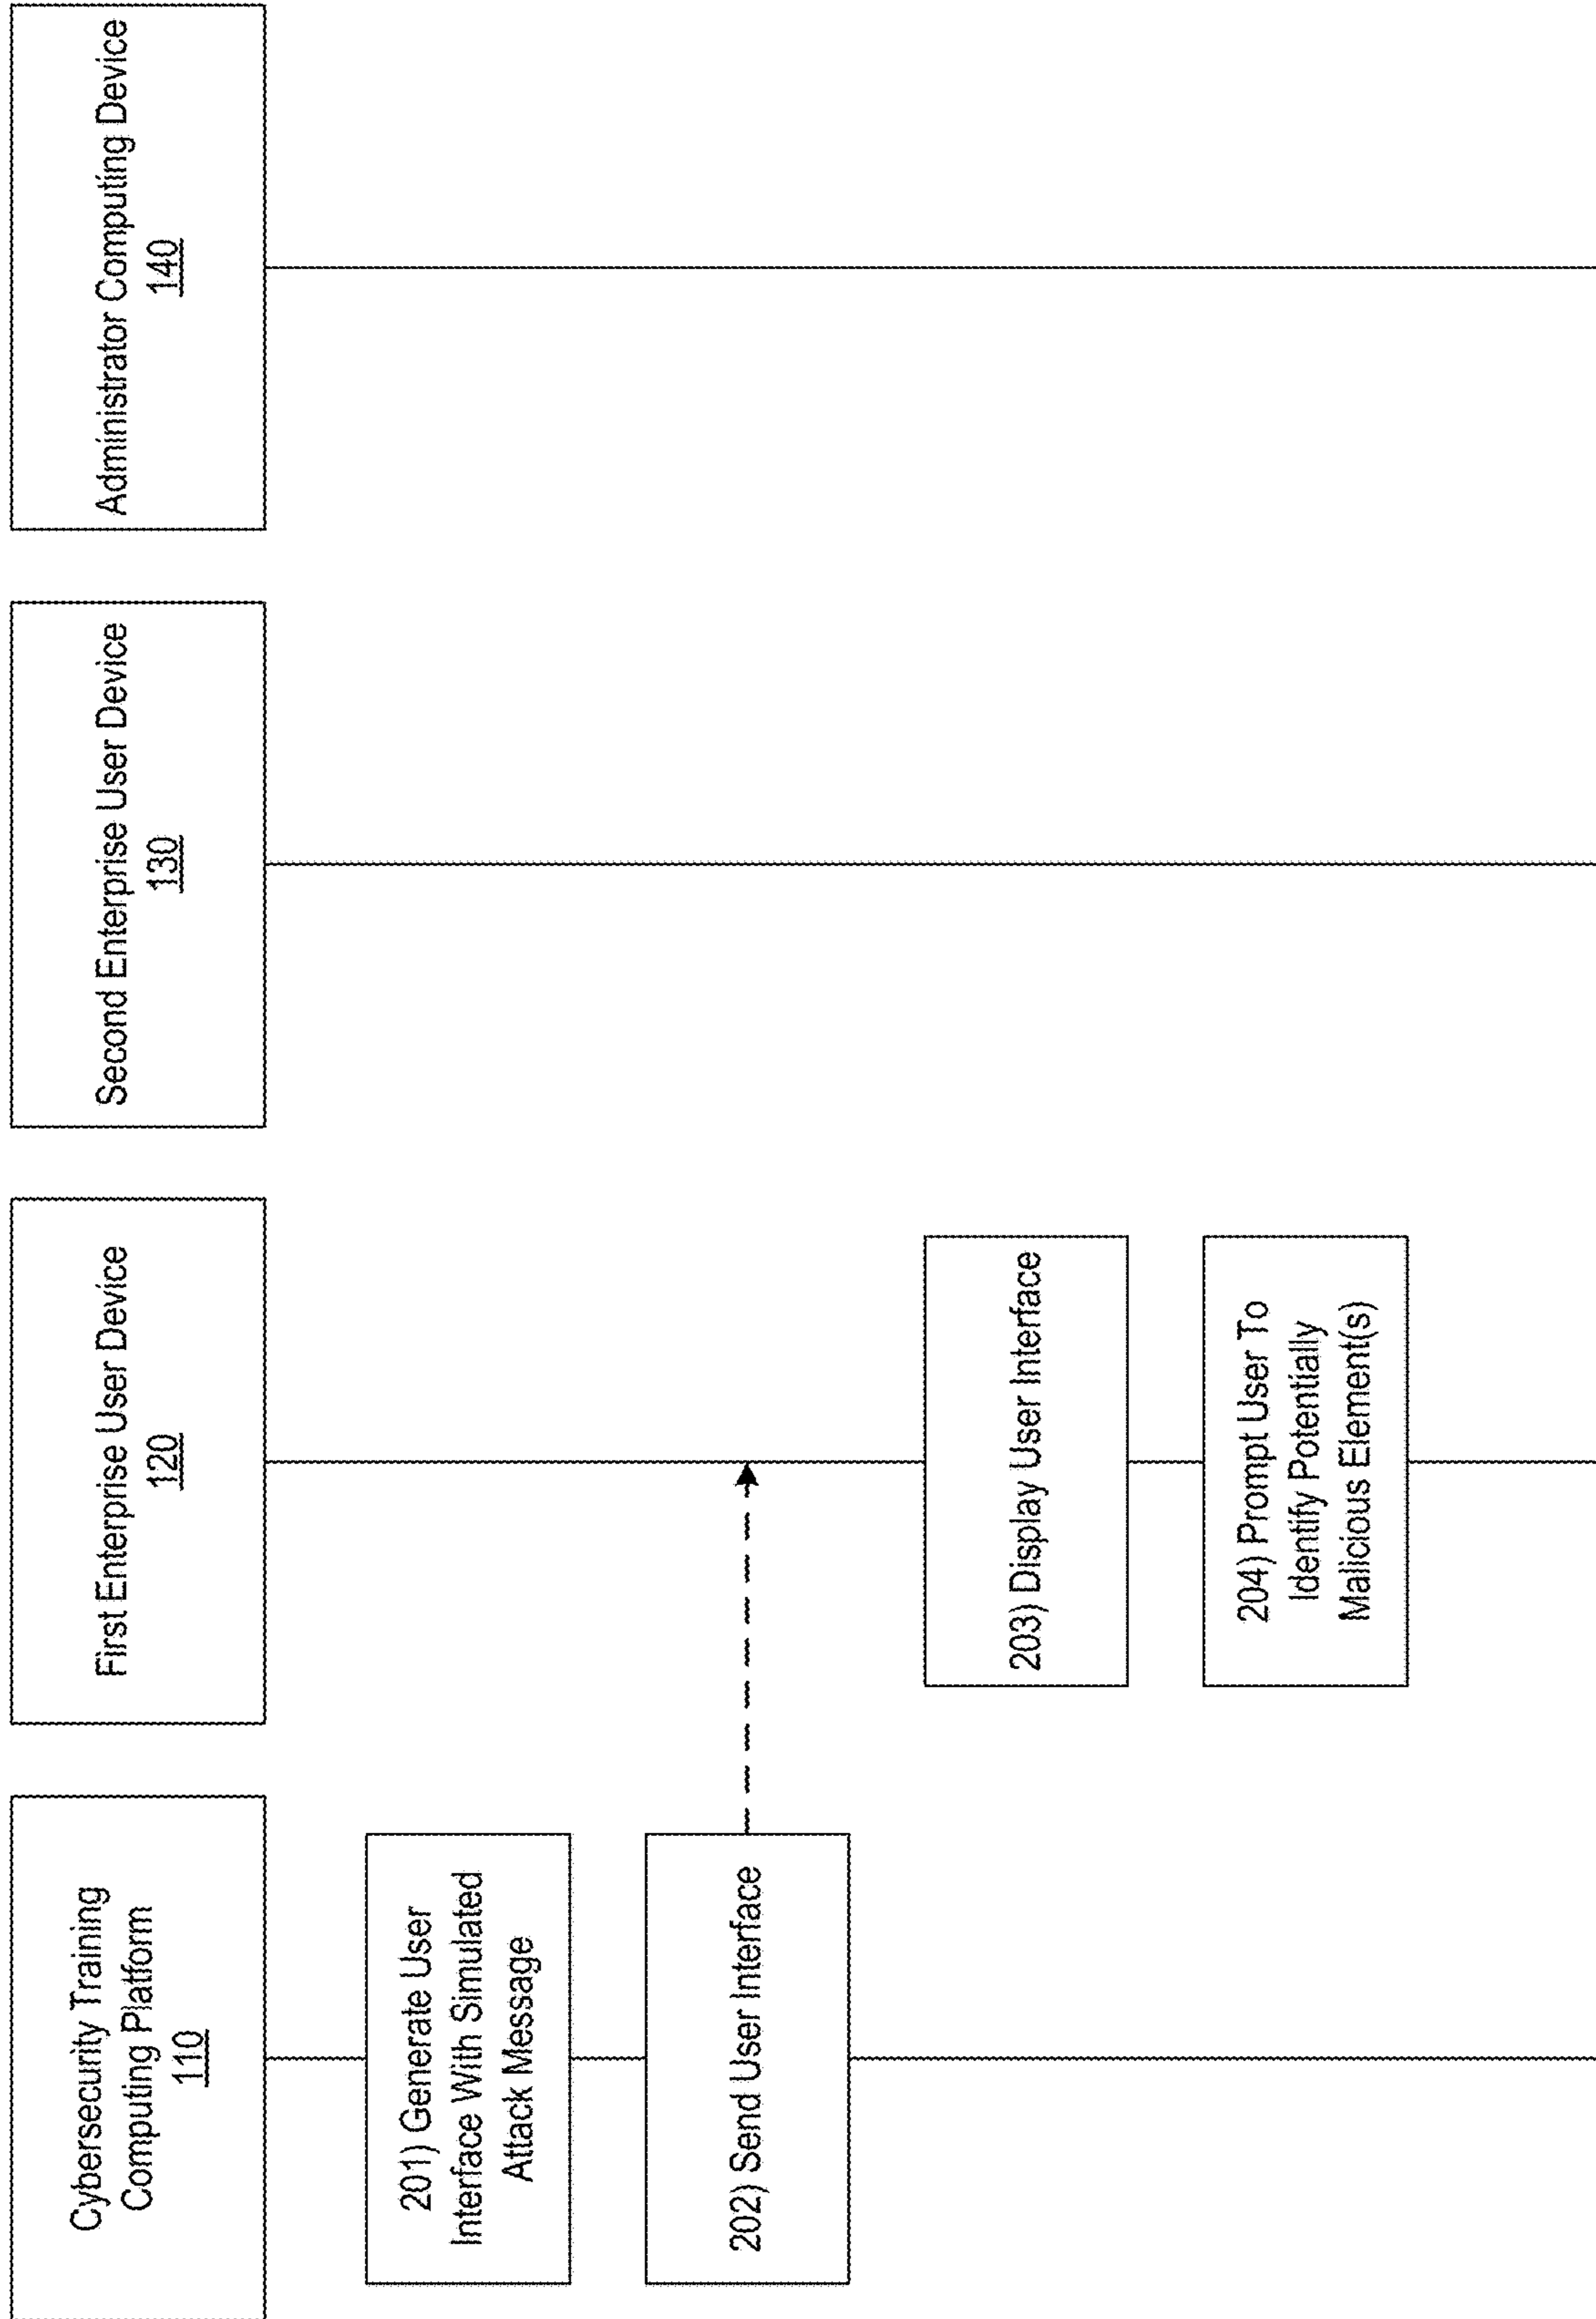 Cybersecurity Training
Computing Platform
110
First Enterprise User Device
120
Second Enterprise User Device
130
Administrator Computing Device
140
201) Generate User
Interface With Simulated
Attack Message
202) Send User Interface
203) Display User Interface
204) Prompt User To
Identify Potentially
Malicious Element(s)